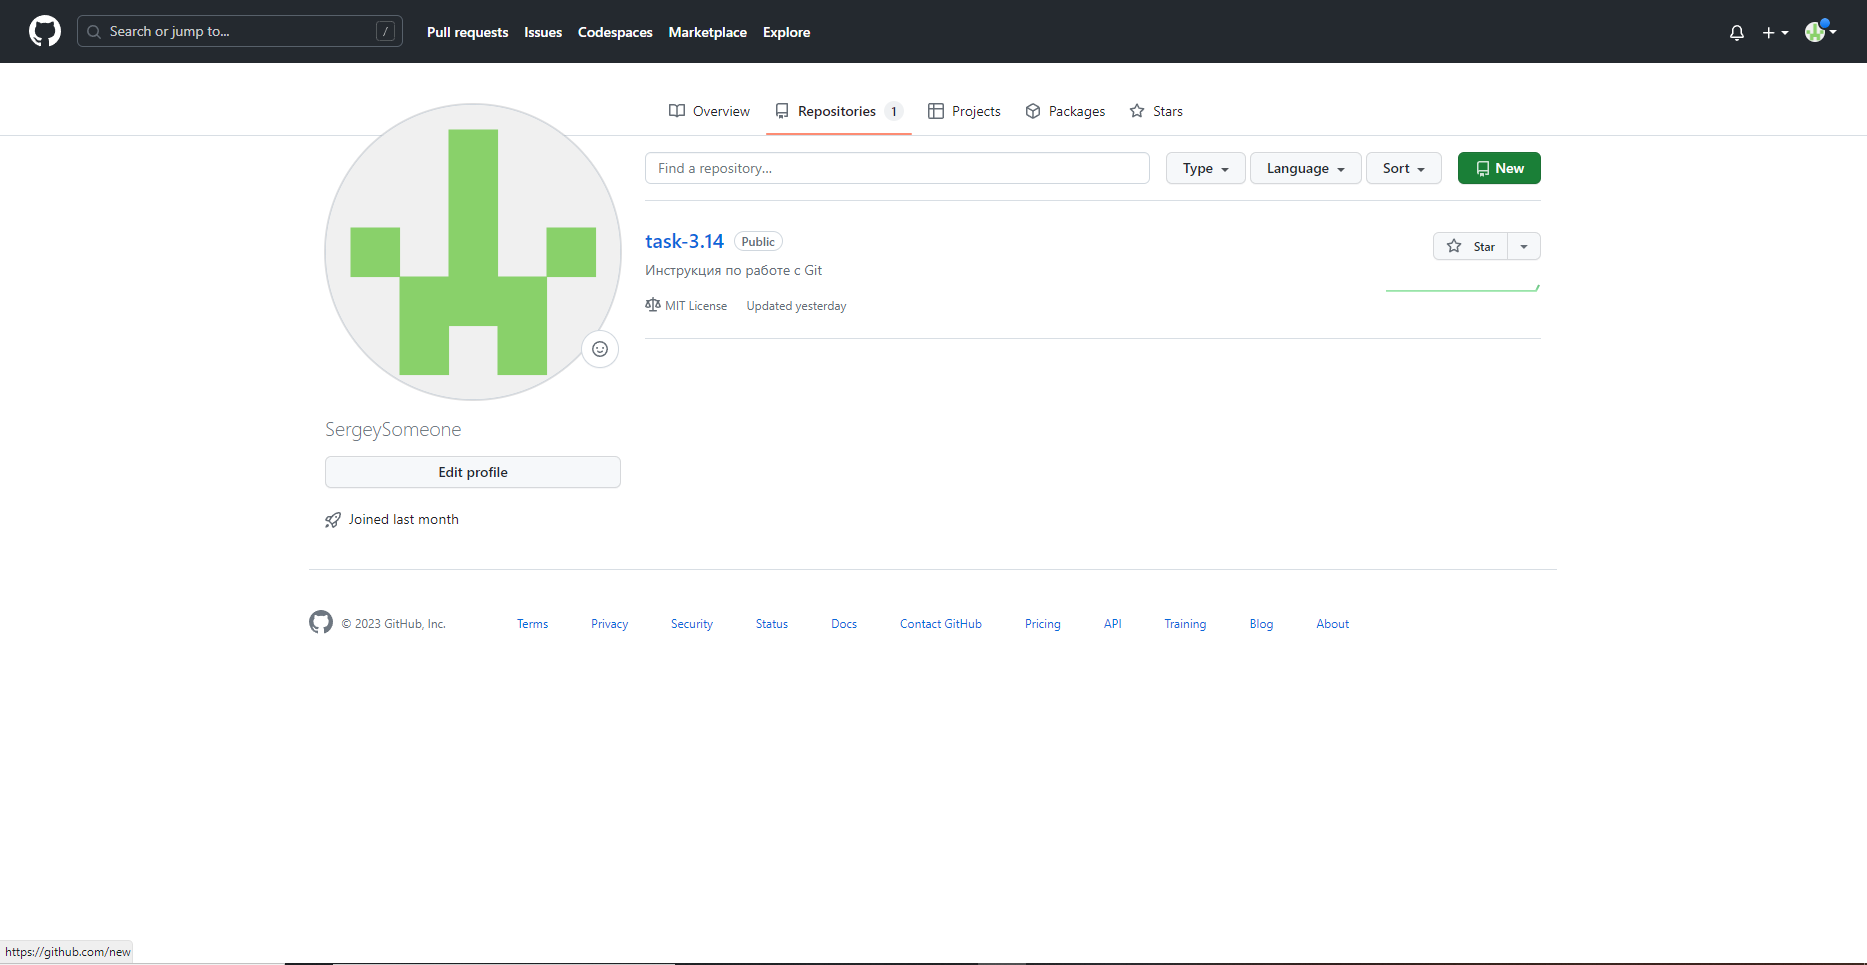 Search or jump to... / Pull requests Issues Codespaces Marketplace Explore
Overview Repositories 1 Projects Packages Stars
Find a repository... Type Language Sort New
task-3.14 Public Star
Инструкция по работе с Git
MIT License Updated yesterday
SergeySomeone
Edit profile
Joined last month
© 2023 GitHub, Inc. Terms Privacy Security Status Docs Contact GitHub Pricing API Training Blog About
https://github.com/new